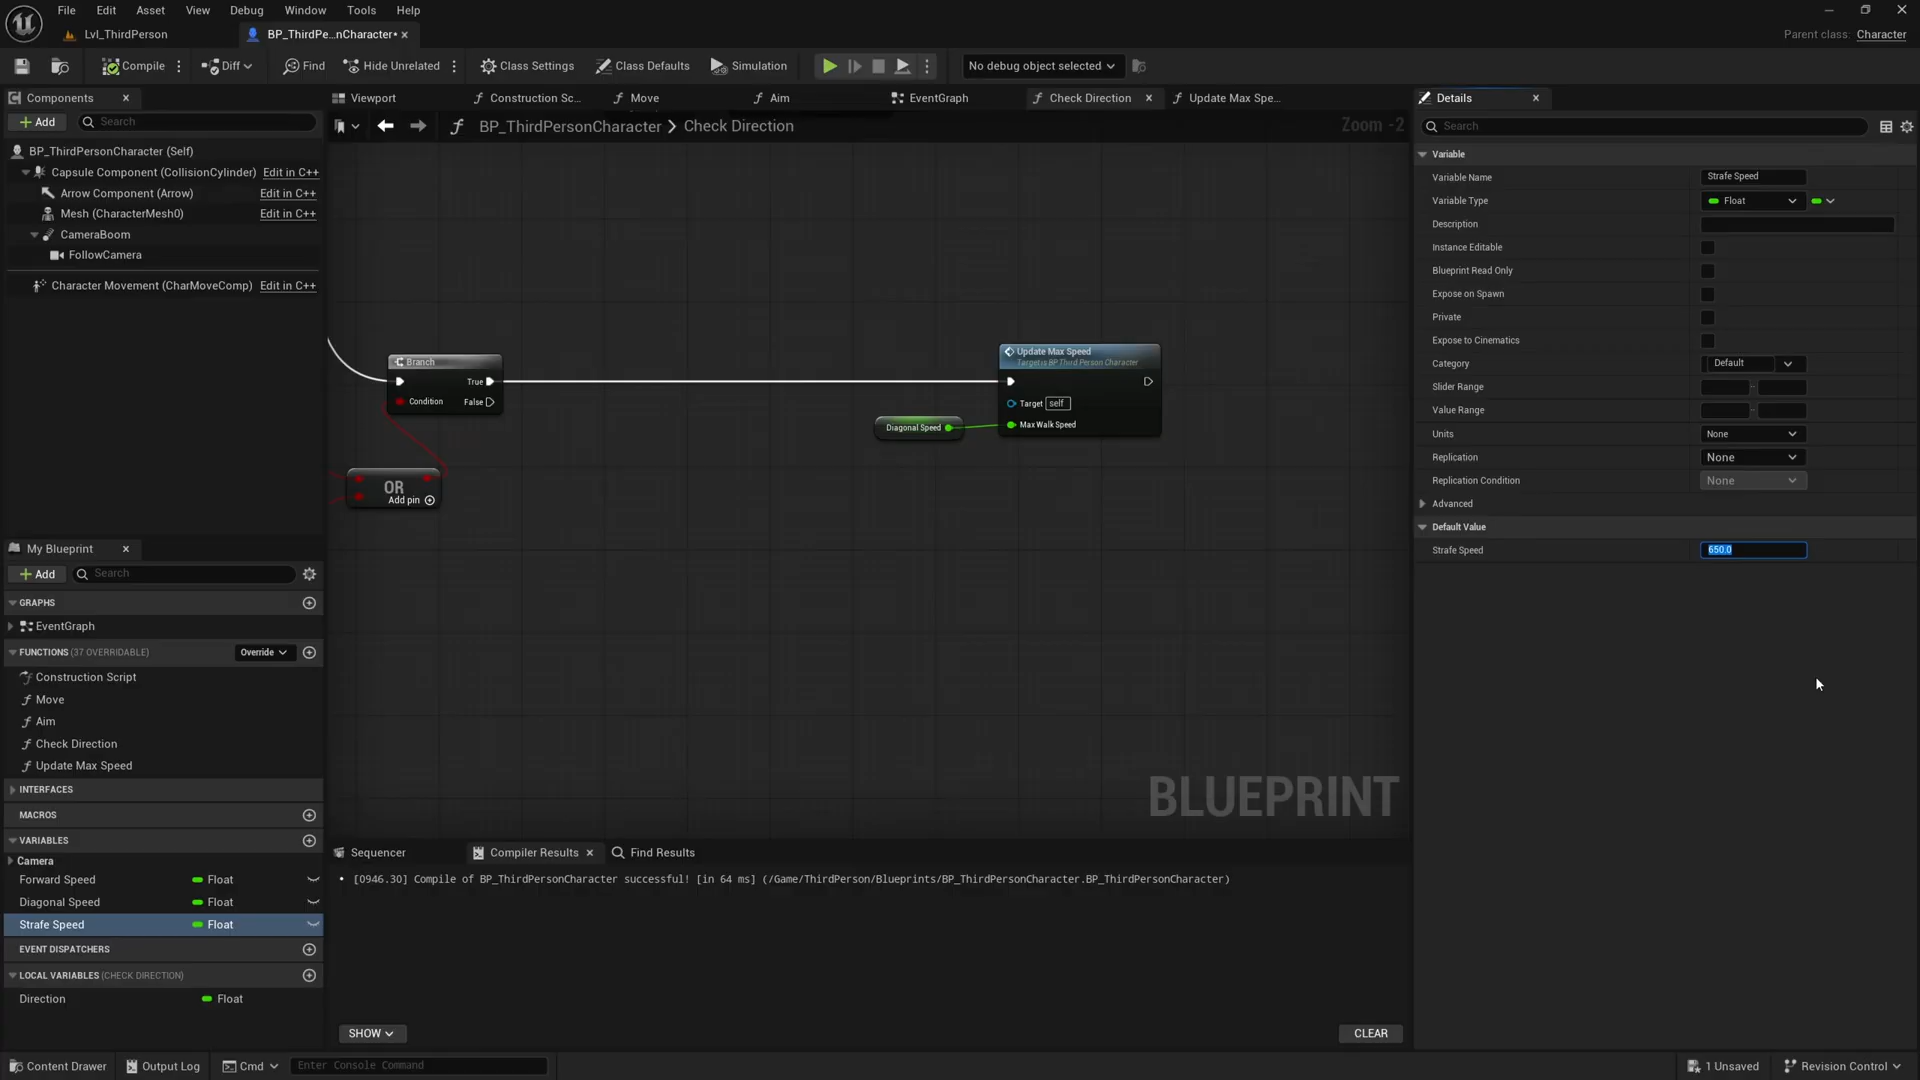 File Edit Asset View Debug Window Tools Help
Lvl_ThirdPerson
BP_ThirdPe...nCharacter•
Parent class: Character
Compile
Diff
Find
Hide Unrelated
Class Settings
Class Defaults
Simulation
No debug object selected
Components
Add
Search
BP_ThirdPersonCharacter (Self)
Capsule Component (CollisionCylinder) Edit in C++
Arrow Component (Arrow) Edit in C++
Mesh (CharacterMesh0) Edit in C++
CameraBoom
FollowCamera
Character Movement (CharMoveComp) Edit in C++
My Blueprint
Add
Search
GRAPHS
EventGraph
FUNCTIONS (37 OVERRIDABLE) Override
Construction Script
Move
Aim
Check Direction
Update Max Speed
INTERFACES
MACROS
VARIABLES
Camera
Forward Speed Float
Diagonal Speed Float
Strafe Speed Float
EVENT DISPATCHERS
LOCAL VARIABLES (CHECK DIRECTION)
Direction Float
Viewport
Construction Sc...
Move
Aim
EventGraph
Check Direction
Update Max Spe...
BP_ThirdPersonCharacter > Check Direction
Zoom -2
Branch
True
Condition False
OR
Add pin
Diagonal Speed
Update Max Speed
Target is BP Third Person Character
Target self
Max Walk Speed
BLUEPRINT
Sequencer
Compiler Results
Find Results
• [0946.30] Compile of BP_ThirdPersonCharacter successful! [in 64 ms] (/Game/ThirdPerson/Blueprints/BP_ThirdPersonCharacter.BP_ThirdPersonCharacter)
SHOW
CLEAR
Details
Search
Variable
Variable Name Strafe Speed
Variable Type Float
Description
Instance Editable
Blueprint Read Only
Expose on Spawn
Private
Expose to Cinematics
Category Default
Slider Range
Value Range
Units None
Replication None
Replication Condition None
Advanced
Default Value
Strafe Speed 650.0
Content Drawer
Output Log
Cmd
Enter Console Command
1 Unsaved
Revision Control